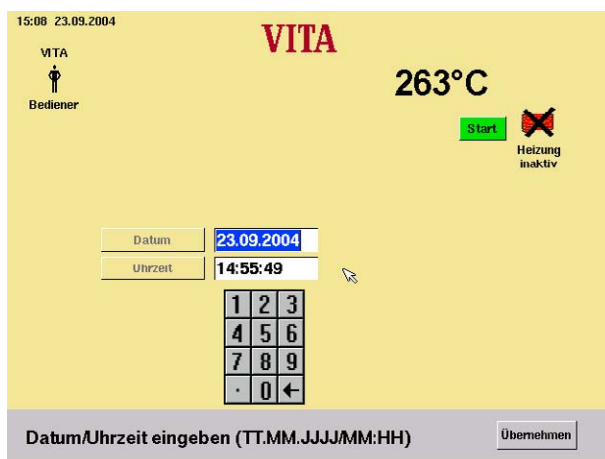 15:08 23.09.2004
VITA
VITA
Bediener
263°C
Start
Heizung
inaktiv
Datum 23.09.2004
Uhrzeit 14:55:49
1 2 3
4 5 6
7 8 9
. 0 ←
Datum/Uhrzeit eingeben (TT.MM.JJJJ/MM:HH) Übernehmen